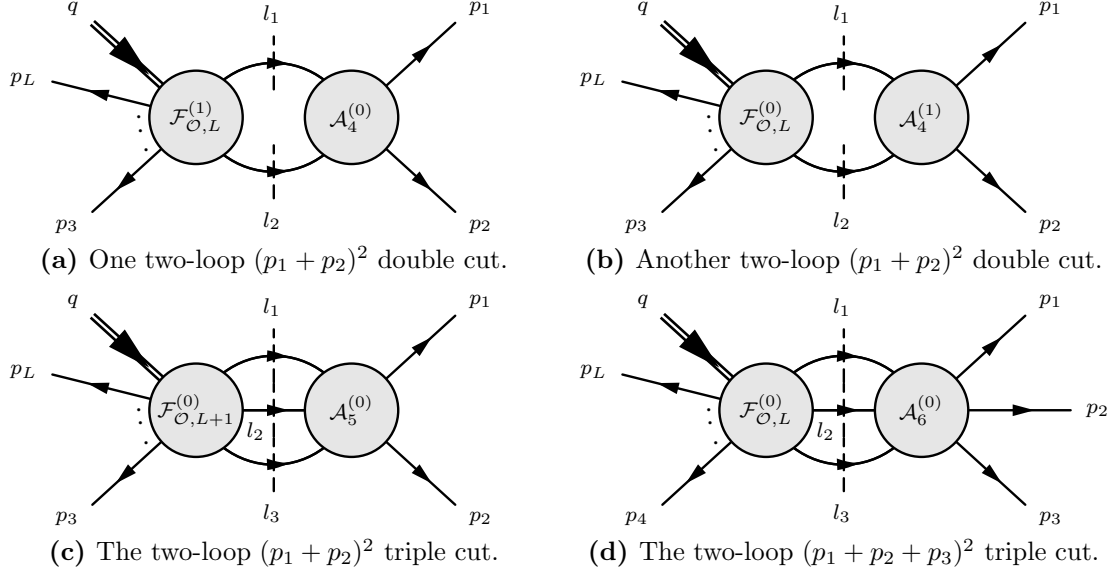 q
l_1
p_1
p_L
\mathcal{F}^{(1)}_{\mathcal{O},L}
\mathcal{A}^{(0)}_4
p_3
l_2
p_2
(a) One two-loop (p_1 + p_2)^2 double cut.
q
l_1
p_1
p_L
\mathcal{F}^{(0)}_{\mathcal{O},L}
\mathcal{A}^{(1)}_4
p_3
l_2
p_2
(b) Another two-loop (p_1 + p_2)^2 double cut.
q
l_1
p_1
p_L
\mathcal{F}^{(0)}_{\mathcal{O},L+1}
l_2
\mathcal{A}^{(0)}_5
p_3
l_3
p_2
(c) The two-loop (p_1 + p_2)^2 triple cut.
q
l_1
p_1
p_L
\mathcal{F}^{(0)}_{\mathcal{O},L}
l_2
\mathcal{A}^{(0)}_6
p_2
p_4
l_3
p_3
(d) The two-loop (p_1 + p_2 + p_3)^2 triple cut.